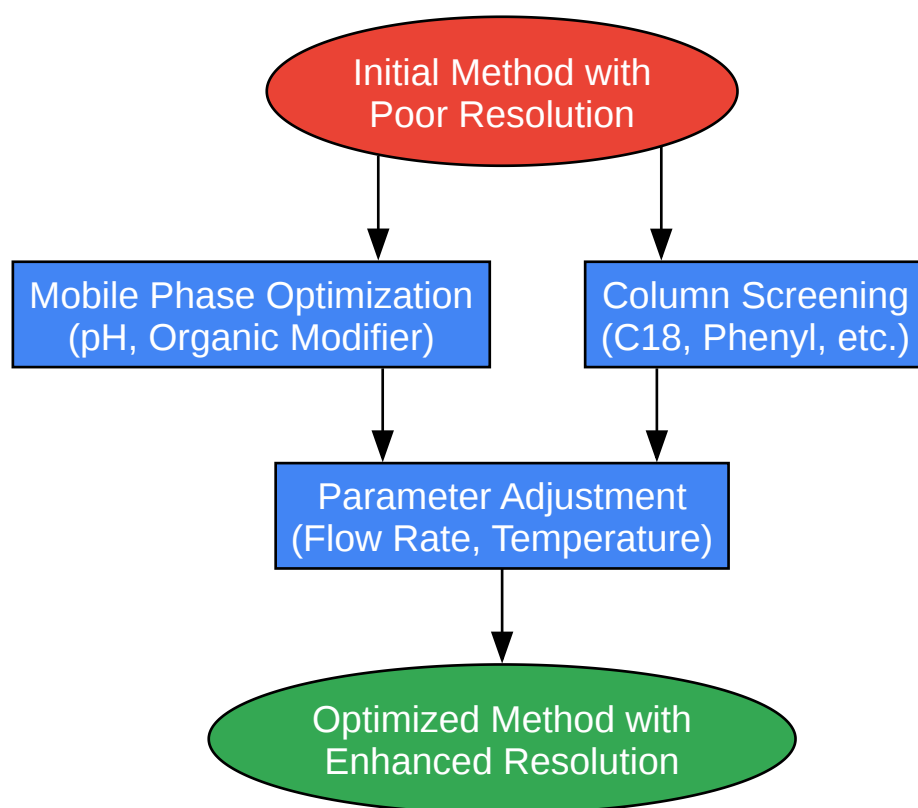 Initial Method with
Poor Resolution
Mobile Phase Optimization
(pH, Organic Modifier)
Column Screening
(C18, Phenyl, etc.)
Parameter Adjustment
(Flow Rate, Temperature)
Optimized Method with
Enhanced Resolution